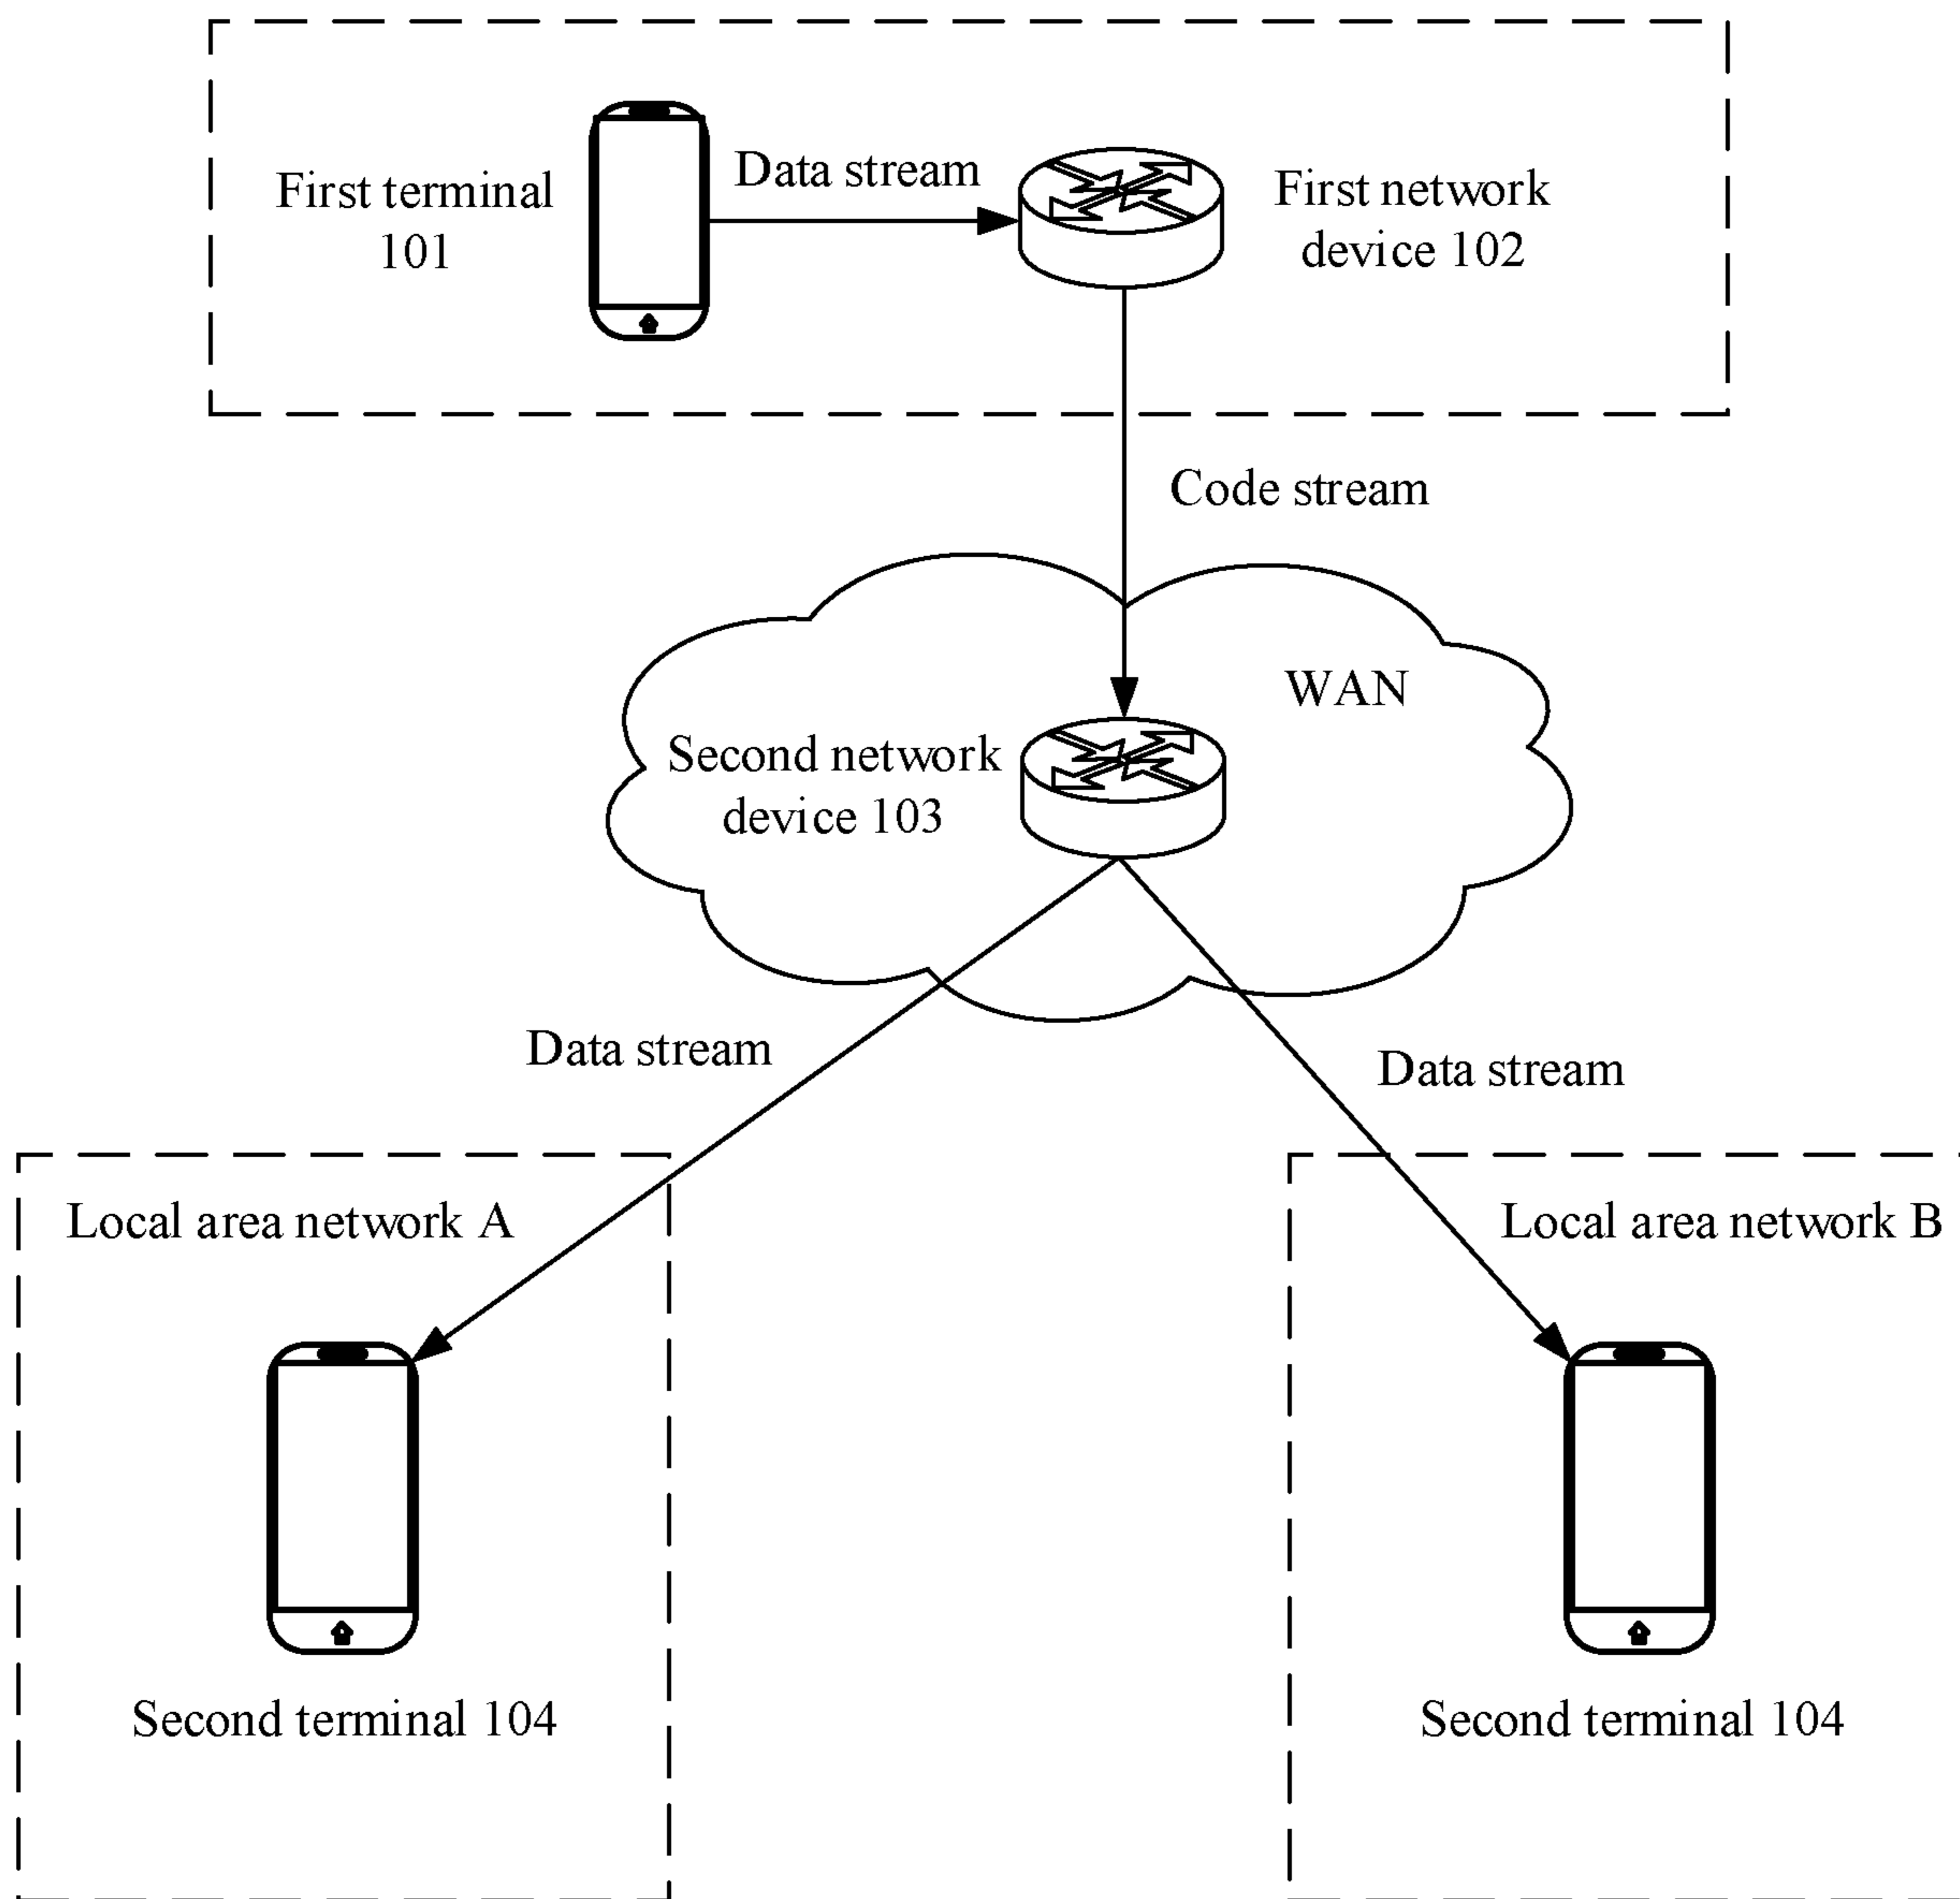 First terminal
101
Data stream
First network
device 102
Code stream
WAN
Second network
device 103
Data stream
Data stream
Local area network A
Local area network B
Second terminal 104
Second terminal 104